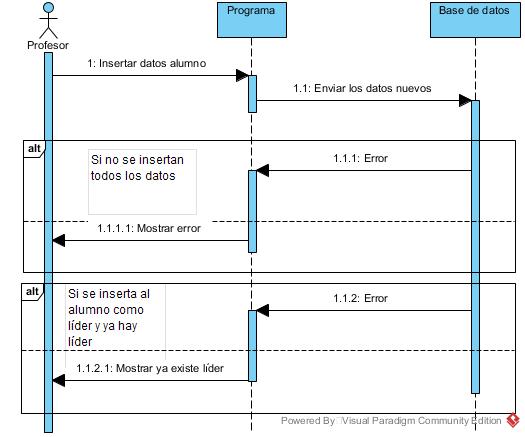 Programa
Base de datos
Profesor
1: Insertar datos alumno
1.1: Enviar los datos nuevos
alt
Si no se insertan
todos los datos
1.1.1: Error
1.1.1.1: Mostrar error
alt
Si se inserta al
alumno como
líder y ya hay
líder
1.1.2: Error
1.1.2.1: Mostrar ya existe líder
Powered By Visual Paradigm Community Edition